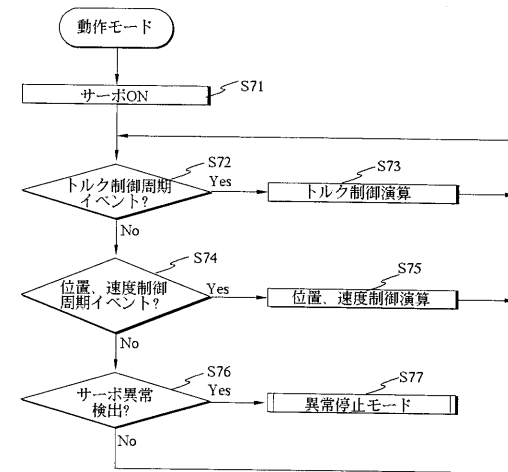 動作モード
S71
サーボON
S72
トルク制御周期
イベント?
Yes
S73
トルク制御演算
No
S74
位置、速度制御
周期イベント?
Yes
S75
位置、速度制御演算
No
S76
サーボ異常
検出?
Yes
S77
異常停止モード
No